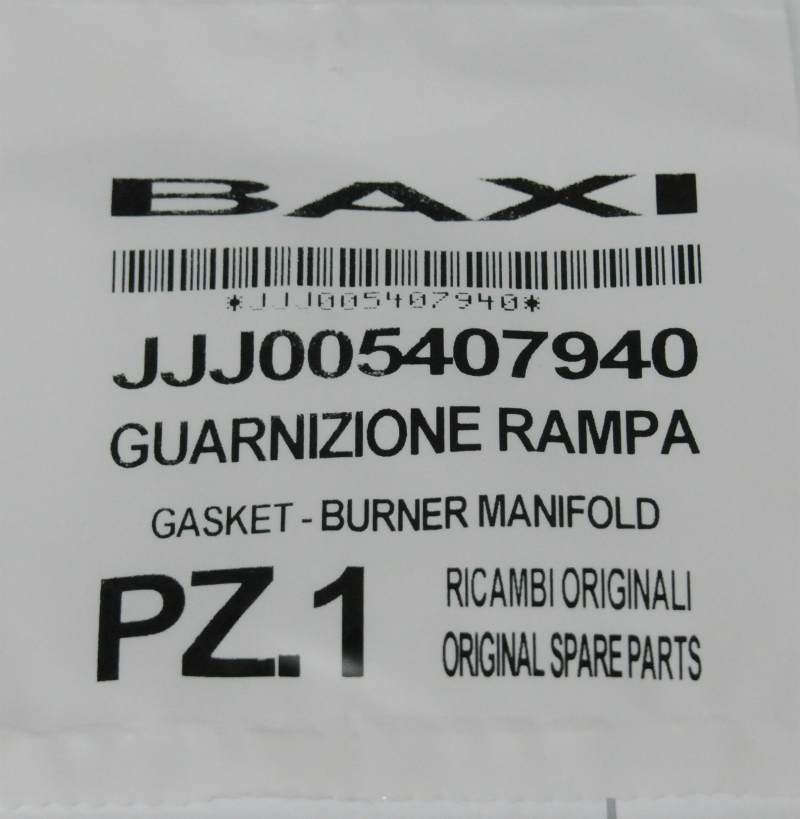 BAXI
*JJJ005407940*
JJJ005407940
GUARNIZIONE RAMPA
GASKET - BURNER MANIFOLD
PZ.1
RICAMBI ORIGINALI
ORIGINAL SPARE PARTS